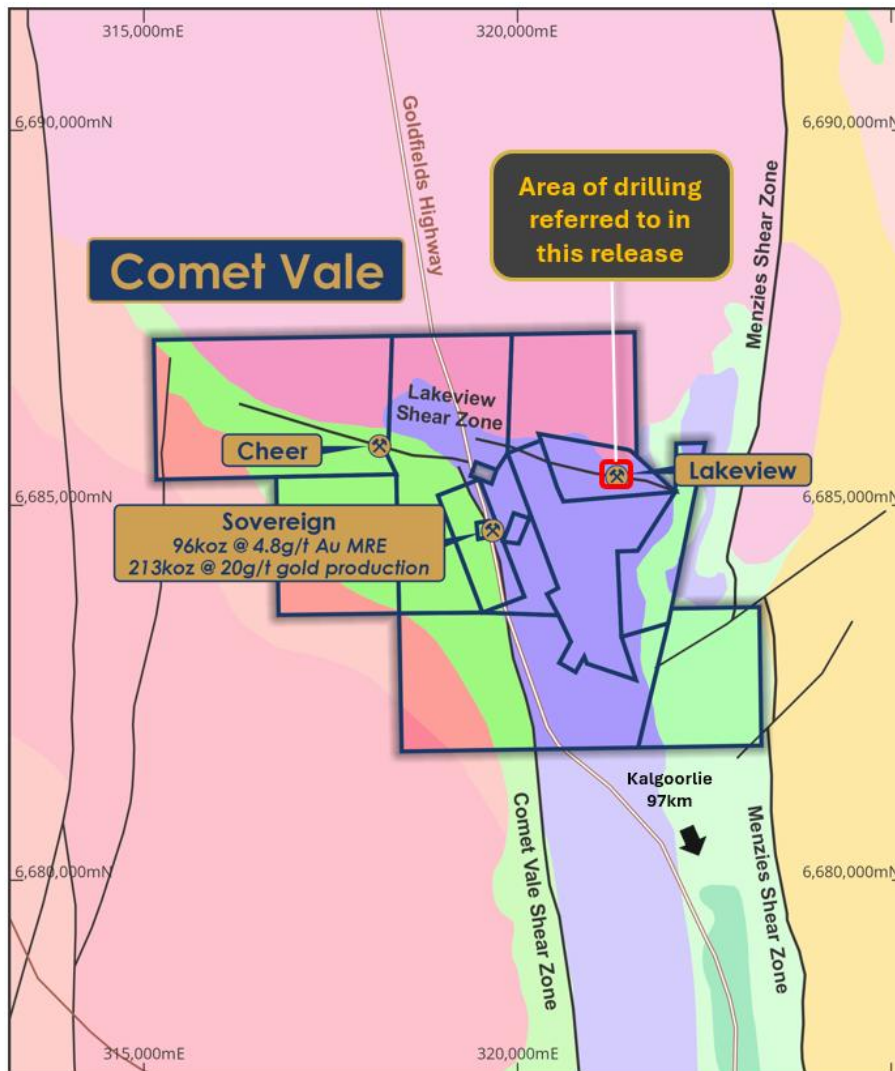 315,000mE
320,000mE
6,690,000mN
6,690,000mN
Goldfields Highway
Menzies Shear Zone
Area of drilling
referred to in
this release
Comet Vale
Lakeview
Shear Zone
Cheer
Lakeview
6,685,000mN
6,685,000mN
Sovereign
96koz @ 4.8g/t Au MRE
213koz @ 20g/t gold production
Kalgoorlie
97km
Comet Vale Shear Zone
Menzies Shear Zone
6,680,000mN
6,680,000mN
315,000mE
320,000mE